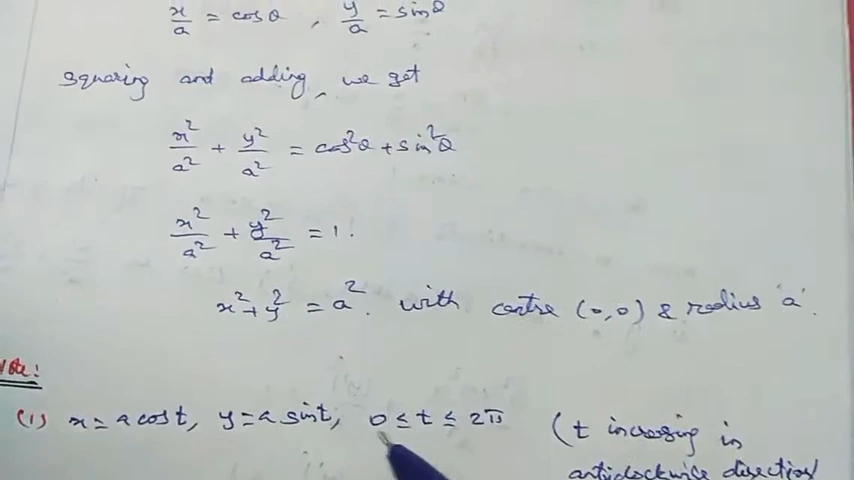 x/a = cosθ , y/a = sinθ
squaring and adding, we get
x²/a² + y²/a² = cos²θ + sin²θ
x²/a² + y²/a² = 1.
x² + y² = a². with centre (0,0) & radius 'a'.
Note:
(1) x = a cost, y = a sint, 0 ≤ t ≤ 2π (t increasing in
anticlockwise direction